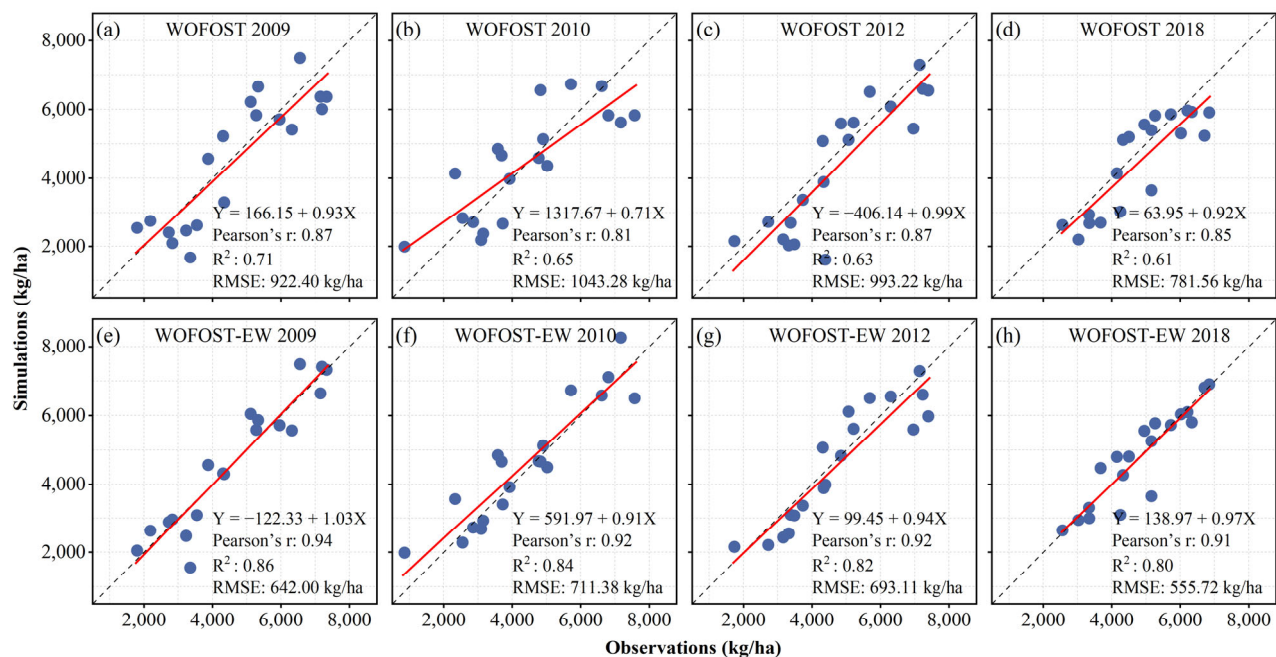 (a) WOFOST 2009
(b) WOFOST 2010
(c) WOFOST 2012
(d) WOFOST 2018
8,000
6,000
4,000
2,000
Y = 166.15 + 0.93X
Pearson's r: 0.87
R² : 0.71
RMSE: 922.40 kg/ha
Y = 1317.67 + 0.71X
Pearson's r: 0.81
R² : 0.65
RMSE: 1043.28 kg/ha
Y = −406.14 + 0.99X
Pearson's r: 0.87
R² : 0.63
RMSE: 993.22 kg/ha
Y = 63.95 + 0.92X
Pearson's r: 0.85
R² : 0.61
RMSE: 781.56 kg/ha
Simulations (kg/ha)
(e) WOFOST-EW 2009
(f) WOFOST-EW 2010
(g) WOFOST-EW 2012
(h) WOFOST-EW 2018
8,000
6,000
4,000
2,000
Y = −122.33 + 1.03X
Pearson's r: 0.94
R² : 0.86
RMSE: 642.00 kg/ha
Y = 591.97 + 0.91X
Pearson's r: 0.92
R² : 0.84
RMSE: 711.38 kg/ha
Y = 99.45 + 0.94X
Pearson's r: 0.92
R² : 0.82
RMSE: 693.11 kg/ha
Y = 138.97 + 0.97X
Pearson's r: 0.91
R² : 0.80
RMSE: 555.72 kg/ha
2,000 4,000 6,000 8,000
2,000 4,000 6,000 8,000
2,000 4,000 6,000 8,000
2,000 4,000 6,000 8,000
Observations (kg/ha)